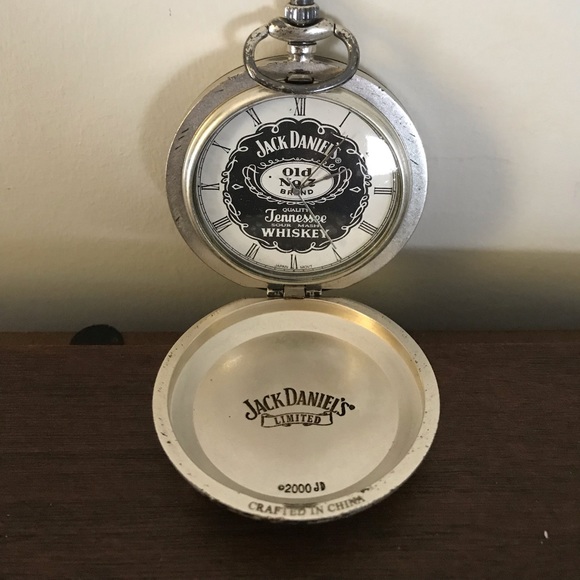 XII
JACK DANIEL'S
Old
No.7
BRAND
QUALITY
Tennessee
SOUR MASH
WHISKEY
JACK DANIEL'S
LIMITED
©2000 JD
CRAFTED IN CHINA